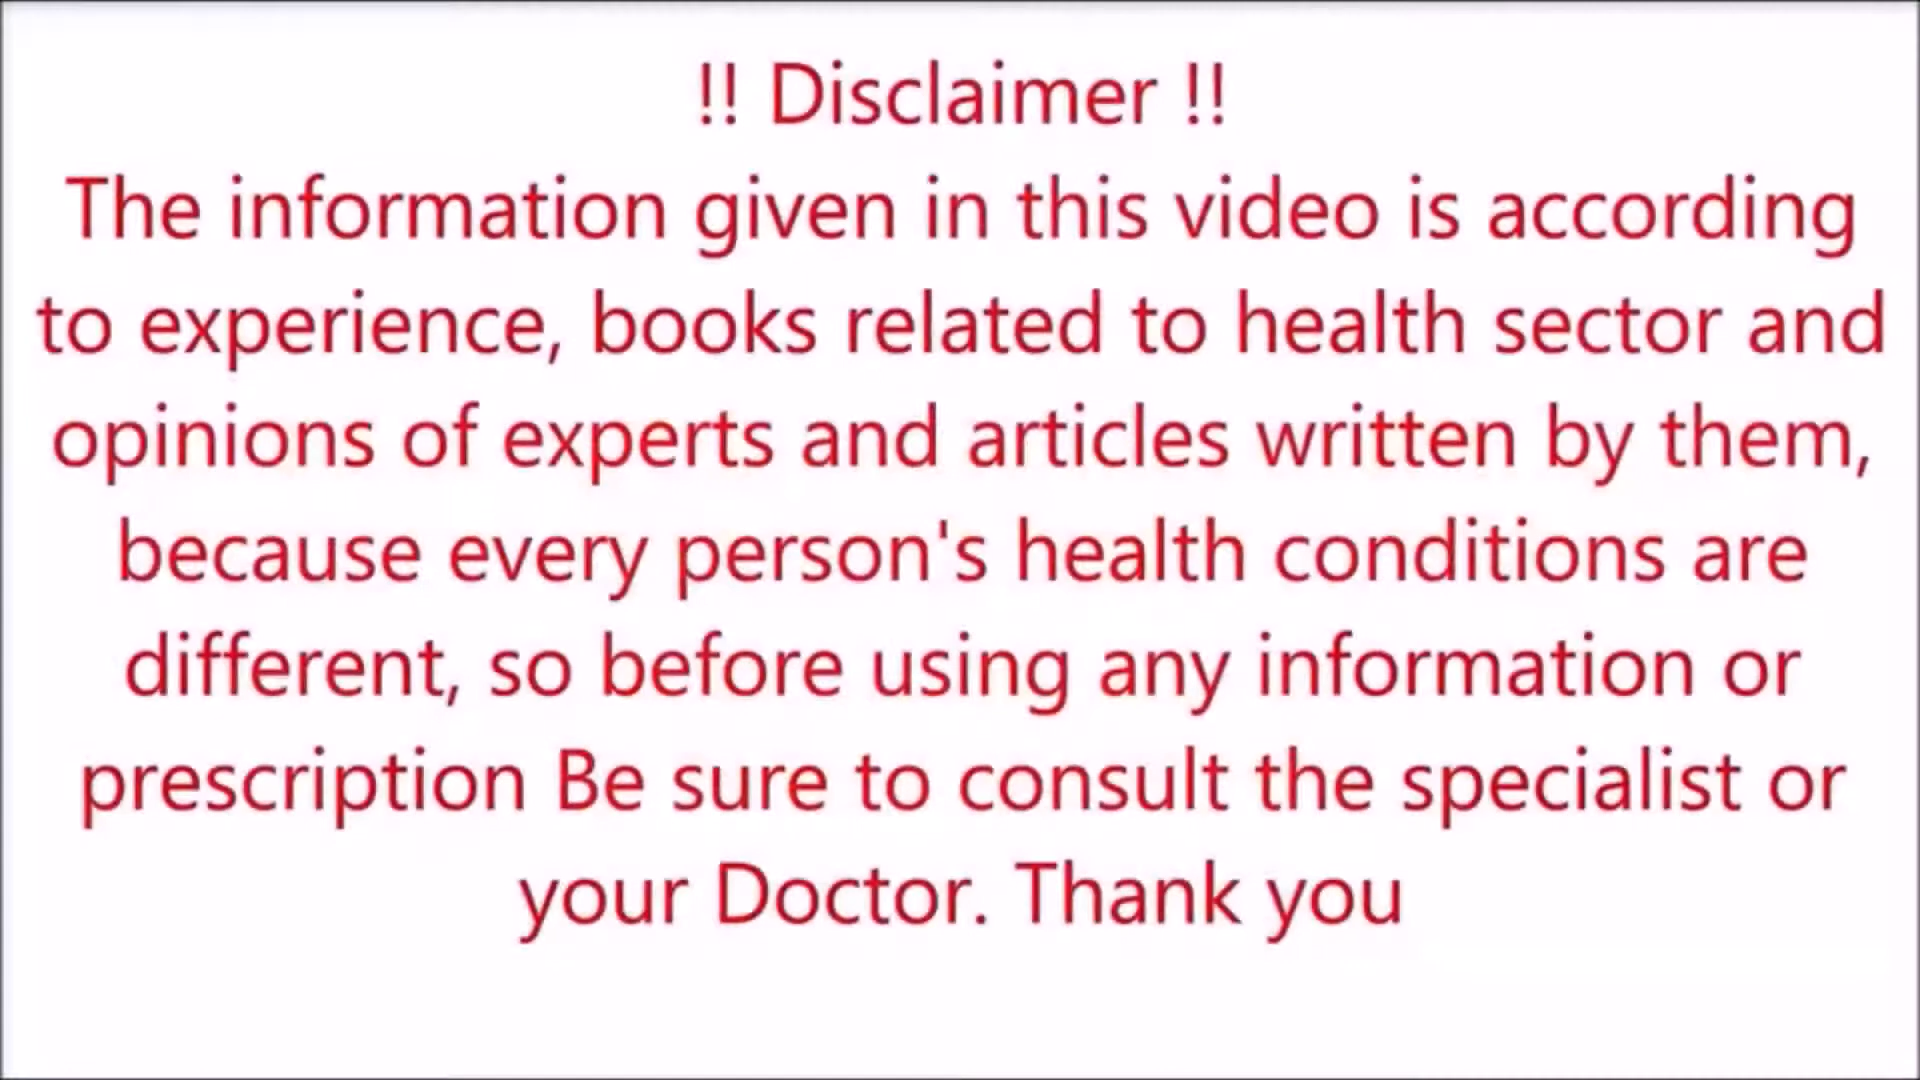 !! Disclaimer !!
The information given in this video is according
to experience, books related to health sector and
opinions of experts and articles written by them,
because every person's health conditions are
different, so before using any information or
prescription Be sure to consult the specialist or
your Doctor. Thank you